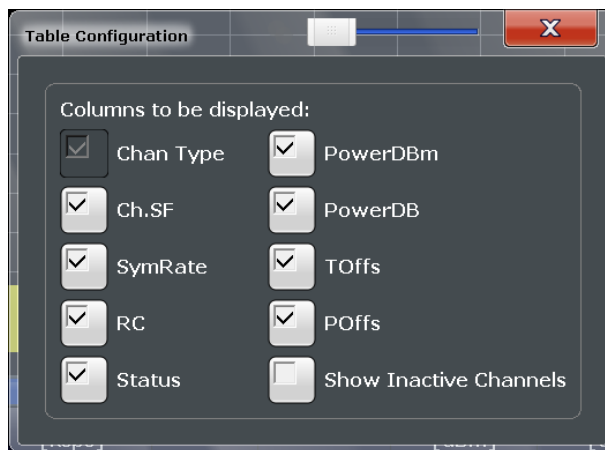 Table Configuration
Columns to be displayed:
Chan Type
PowerDBm
Ch.SF
PowerDB
SymRate
TOffs
RC
POffs
Status
Show Inactive Channels